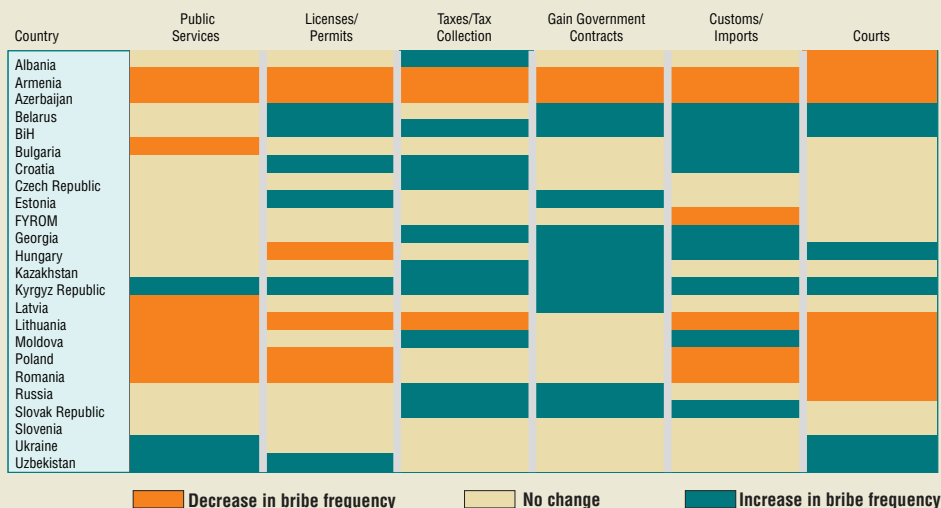 Country
Public
Services
Licenses/
Permits
Taxes/Tax
Collection
Gain Government
Contracts
Customs/
Imports
Courts
Albania
Armenia
Azerbaijan
Belarus
BiH
Bulgaria
Croatia
Czech Republic
Estonia
FYROM
Georgia
Hungary
Kazakhstan
Kyrgyz Republic
Latvia
Lithuania
Moldova
Poland
Romania
Russia
Slovak Republic
Slovenia
Ukraine
Uzbekistan
Decrease in bribe frequency
No change
Increase in bribe frequency